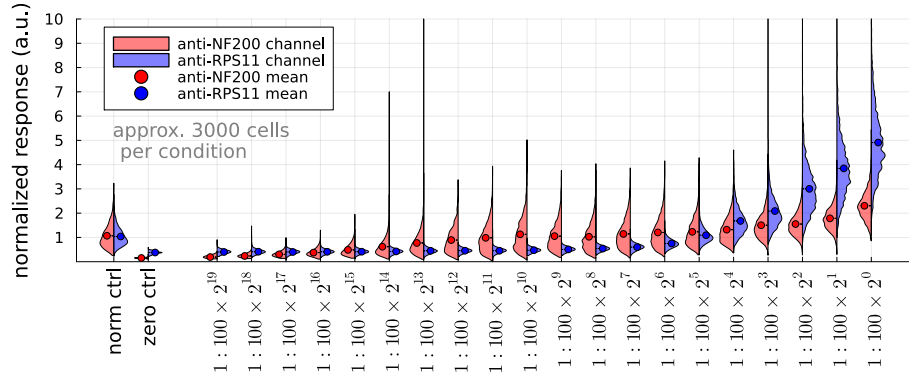 normalized response (a.u.)
10
9
8
7
6
5
4
3
2
1
anti-NF200 channel
anti-RPS11 channel
anti-NF200 mean
anti-RPS11 mean
approx. 3000 cells
per condition
norm ctrl
zero ctrl
1 : 100 × 2^19
1 : 100 × 2^18
1 : 100 × 2^17
1 : 100 × 2^16
1 : 100 × 2^15
1 : 100 × 2^14
1 : 100 × 2^13
1 : 100 × 2^12
1 : 100 × 2^11
1 : 100 × 2^10
1 : 100 × 2^9
1 : 100 × 2^8
1 : 100 × 2^7
1 : 100 × 2^6
1 : 100 × 2^5
1 : 100 × 2^4
1 : 100 × 2^3
1 : 100 × 2^2
1 : 100 × 2^1
1 : 100 × 2^0